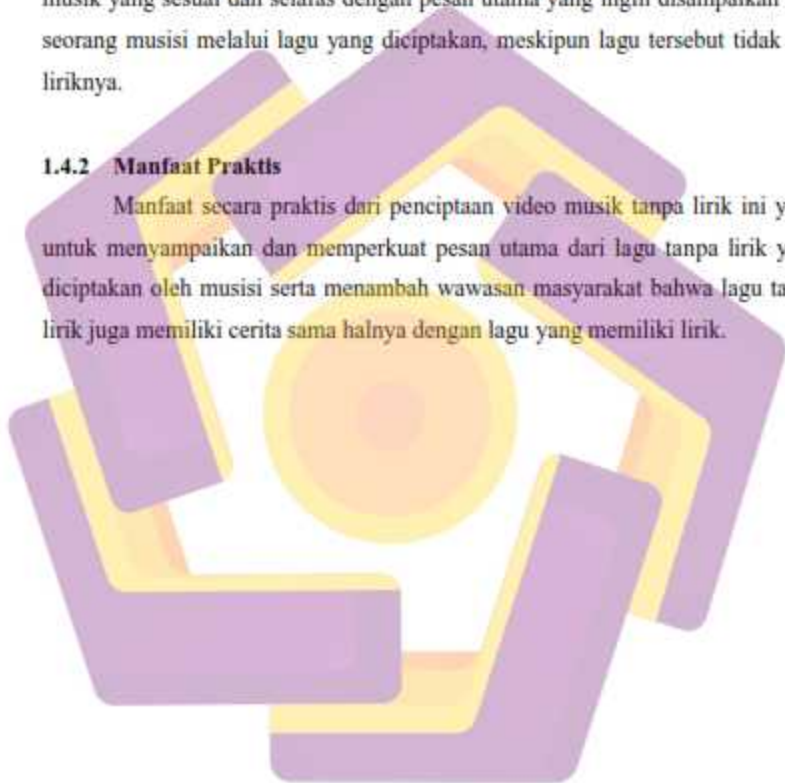 musik yang sesuai dan selaras dengan pesan utama yang ingin disampaikan
seorang musisi melalui lagu yang diciptakan, meskipun lagu tersebut tidak
liriknya.
1.4.2 Manfaat Praktis
Manfaat secara praktis dari penciptaan video musik tanpa lirik ini y
untuk menyampaikan dan memperkuat pesan utama dari lagu tanpa lirik y
diciptakan oleh musisi serta menambah wawasan masyarakat bahwa lagu ta
lirik juga memiliki cerita sama halnya dengan lagu yang memiliki lirik.